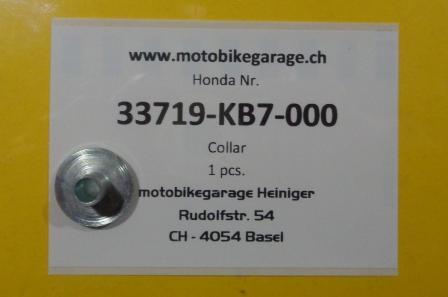 www.motobikegarage.ch
Honda Nr.
33719-KB7-000
Collar
1 pcs.
motobikegarage Heiniger
Rudolfstr. 54
CH - 4054 Basel